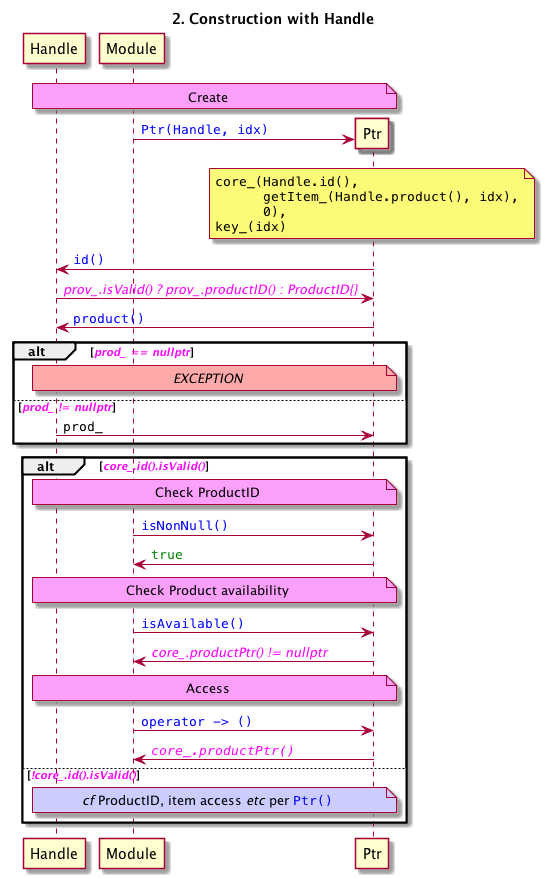 2. Construction with Handle
Handle Module
Create
Ptr(Handle, idx)
Ptr
core_(Handle.id(),
getItem_(Handle.product(), idx),
0),
key_(idx)
id()
prov_.isValid() ? prov_.productID() : ProductID{}
product()
alt [prod_ == nullptr]
EXCEPTION
[prod_ != nullptr]
prod_
alt [core_.id().isValid()]
Check ProductID
isNonNull()
true
Check Product availability
isAvailable()
core_.productPtr() != nullptr
Access
operator -> ()
core_.productPtr()
[!core_.id().isValid()]
cf ProductID, item access etc per Ptr()
Handle Module Ptr